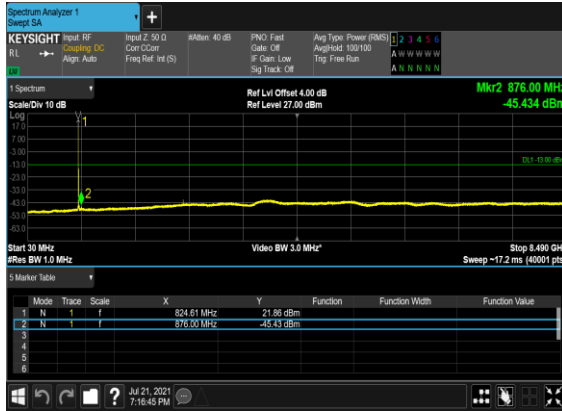 Spectrum Analyzer 1
Swept SA
KEYSIGHT
RL
LU
Input: RF
Coupling: DC
Align: Auto
Input Z: 50 Ω
Corr CCorr
Freq Ref: Int (S)
#Atten: 40 dB
PNO: Fast
Gate: Off
IF Gain: Low
Sig Track: Off
Avg Type: Power (RMS)
Avg|Hold: 100/100
Trig: Free Run
1 2 3 4 5 6
A W W W W W
A N N N N N
1 Spectrum
Scale/Div 10 dB
Ref Lvl Offset 4.00 dB
Ref Level 27.00 dBm
Mkr2 876.00 MHz
-45.434 dBm
Log
17.0
7.00
-3.00
-13.0
-23.0
-33.0
-43.0
-53.0
-63.0
1
2
DL1 -13.00 dBm
Start 30 MHz
#Res BW 1.0 MHz
Video BW 3.0 MHz*
Stop 8.490 GHz
Sweep ~17.2 ms (40001 pts)
5 Marker Table
Mode Trace Scale X Y Function Function Width Function Value
1 N 1 f 824.61 MHz 21.86 dBm
2 N 1 f 876.00 MHz -45.43 dBm
3
4
5
6
?
Jul 21, 2021
7:16:45 PM